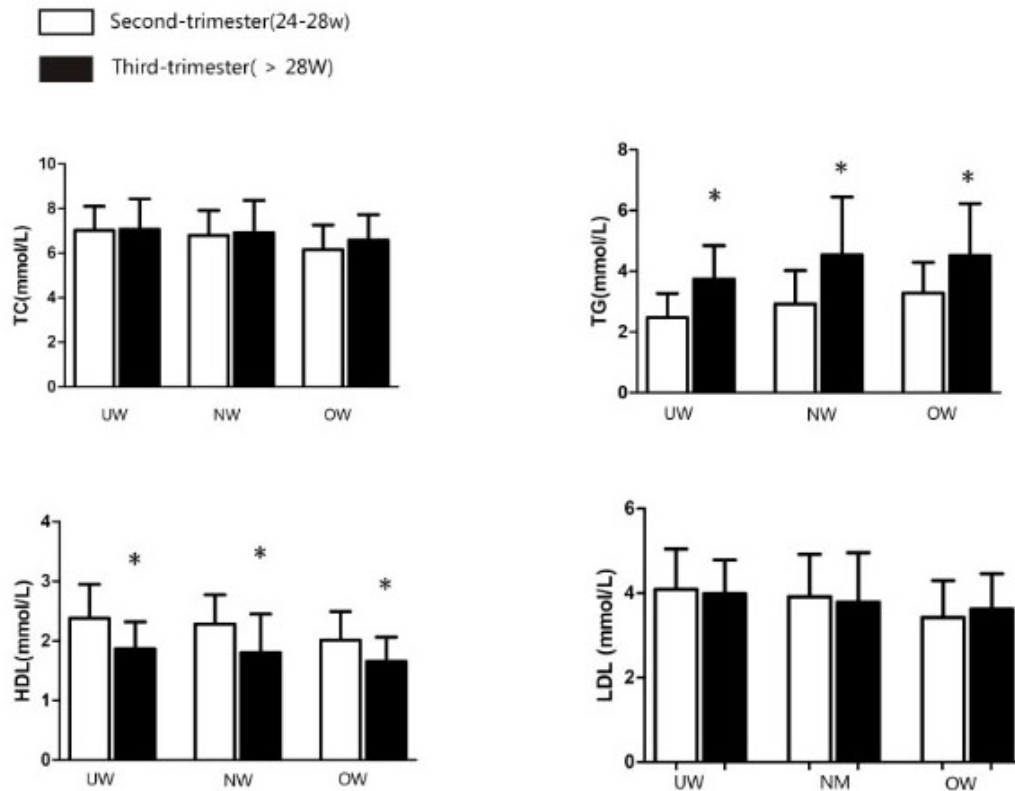 Second-trimester(24-28w)
Third-trimester( > 28W)
TC(mmol/L)
10
8
6
4
2
0
UW NW OW
TG(mmol/L)
8
6
4
2
0
* * *
UW NW OW
HDL(mmol/L)
4
3
2
1
0
* * *
UW NW OW
LDL (mmol/L)
6
4
2
0
UW NM OW